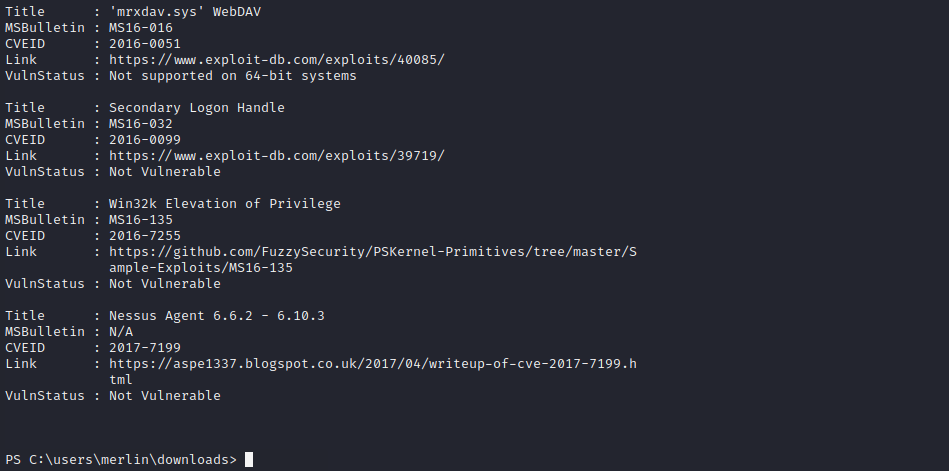 Title      : 'mrxdav.sys' WebDAV
MSBulletin : MS16-016
CVEID      : 2016-0051
Link       : https://www.exploit-db.com/exploits/40085/
VulnStatus : Not supported on 64-bit systems

Title      : Secondary Logon Handle
MSBulletin : MS16-032
CVEID      : 2016-0099
Link       : https://www.exploit-db.com/exploits/39719/
VulnStatus : Not Vulnerable

Title      : Win32k Elevation of Privilege
MSBulletin : MS16-135
CVEID      : 2016-7255
Link       : https://github.com/FuzzySecurity/PSKernel-Primitives/tree/master/S
             ample-Exploits/MS16-135
VulnStatus : Not Vulnerable

Title      : Nessus Agent 6.6.2 - 6.10.3
MSBulletin : N/A
CVEID      : 2017-7199
Link       : https://aspe1337.blogspot.co.uk/2017/04/writeup-of-cve-2017-7199.h
             tml
VulnStatus : Not Vulnerable

PS C:\users\merlin\downloads>